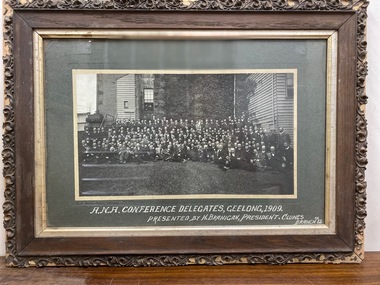 A.N.A. CONFERENCE DELEGATES, GEELONG, 1909.
PRESENTED BY H. BRANIGAN, PRESIDENT. CLUNES
BRANCH